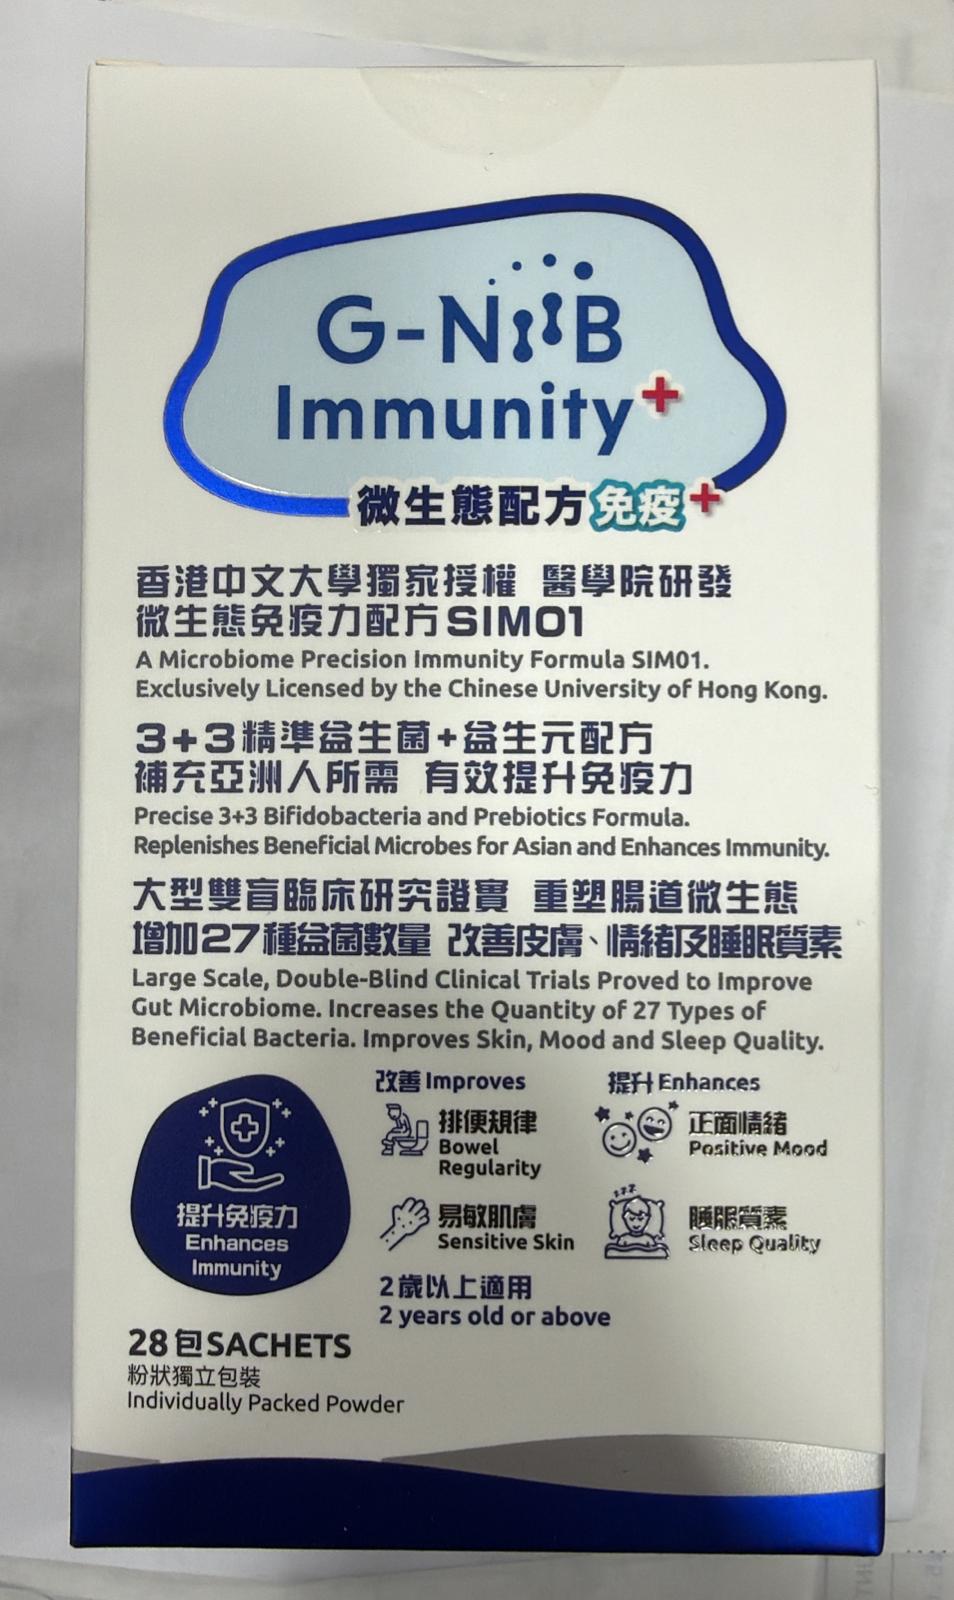 G-NiiB
Immunity+
微生態配方免疫+
香港中文大學獨家授權 醫學院研發
微生態免疫力配方SIM01
A Microbiome Precision Immunity Formula SIM01.
Exclusively Licensed by the Chinese University of Hong Kong.
3+3精準益生菌+益生元配方
補充亞洲人所需 有效提升免疫力
Precise 3+3 Bifidobacteria and Prebiotics Formula.
Replenishes Beneficial Microbes for Asian and Enhances Immunity.
大型雙盲臨床研究證實 重塑腸道微生態
增加27種益菌數量 改善皮膚、情緒及睡眠質素
Large Scale, Double-Blind Clinical Trials Proved to Improve
Gut Microbiome. Increases the Quantity of 27 Types of
Beneficial Bacteria. Improves Skin, Mood and Sleep Quality.
提升免疫力
Enhances
Immunity
改善 Improves
排便規律
Bowel
Regularity
易敏肌膚
Sensitive Skin
提升 Enhances
正面情緒
Positive Mood
zzz
睡眠質素
Sleep Quality
2歲以上適用
2 years old or above
28包SACHETS
粉狀獨立包裝
Individually Packed Powder